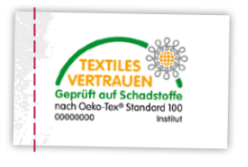 TEXTILES
VERTRAUEN
Geprüft auf Schadstoffe
nach Oeko-Tex® Standard 100
00000000 Institut